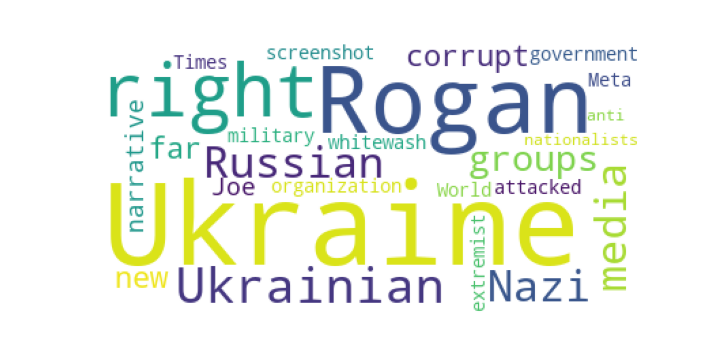 screenshot
corrupt
government
Times
right
Rogan
Meta
anti
narrative
military
far
whitewash
nationalists
Russian
groups
Joe
organization
World
attacked
media
Ukraine
extremist
new
Ukrainian
Nazi